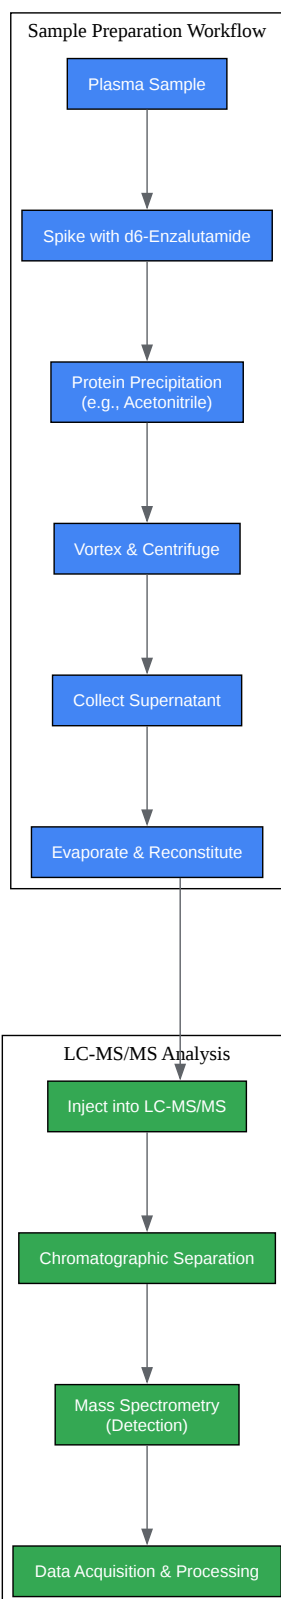 Sample Preparation Workflow
Plasma Sample
Spike with d6-Enzalutamide
Protein Precipitation
(e.g., Acetonitrile)
Vortex & Centrifuge
Collect Supernatant
Evaporate & Reconstitute
LC-MS/MS Analysis
Inject into LC-MS/MS
Chromatographic Separation
Mass Spectrometry
(Detection)
Data Acquisition & Processing